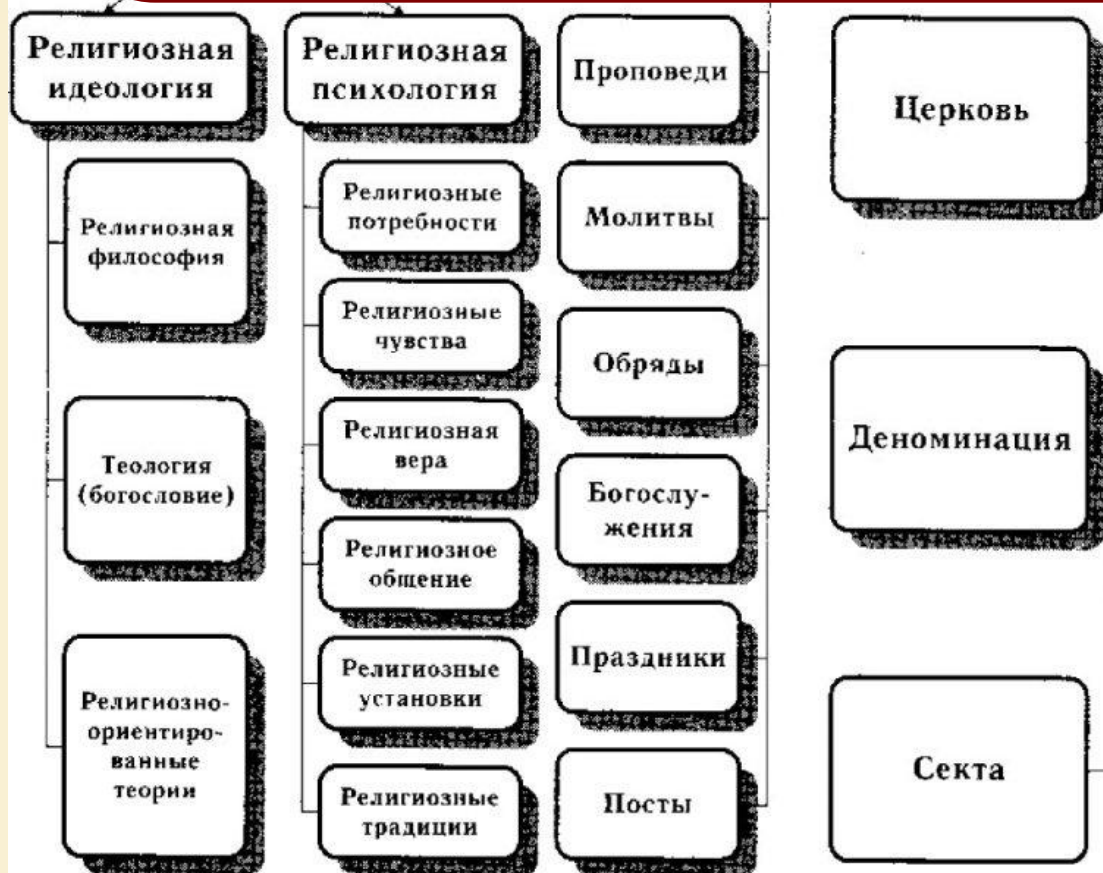 Религиозная
идеология
Религиозная
философия
Теология
(богословие)
Религиозно-
ориентиро-
ванные
теории
Религиозная
психология
Религиозные
потребности
Религиозные
чувства
Религиозная
вера
Религиозное
общение
Религиозные
установки
Религиозные
традиции
Проповеди
Молитвы
Обряды
Богослу-
жения
Праздники
Посты
Церковь
Деноминация
Секта